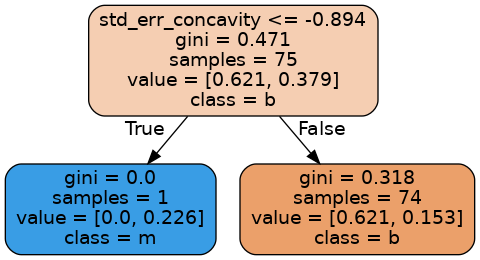 std_err_concavity <= -0.894
gini = 0.471
samples = 75
value = [0.621, 0.379]
class = b
True
False
gini = 0.0
samples = 1
value = [0.0, 0.226]
class = m
gini = 0.318
samples = 74
value = [0.621, 0.153]
class = b